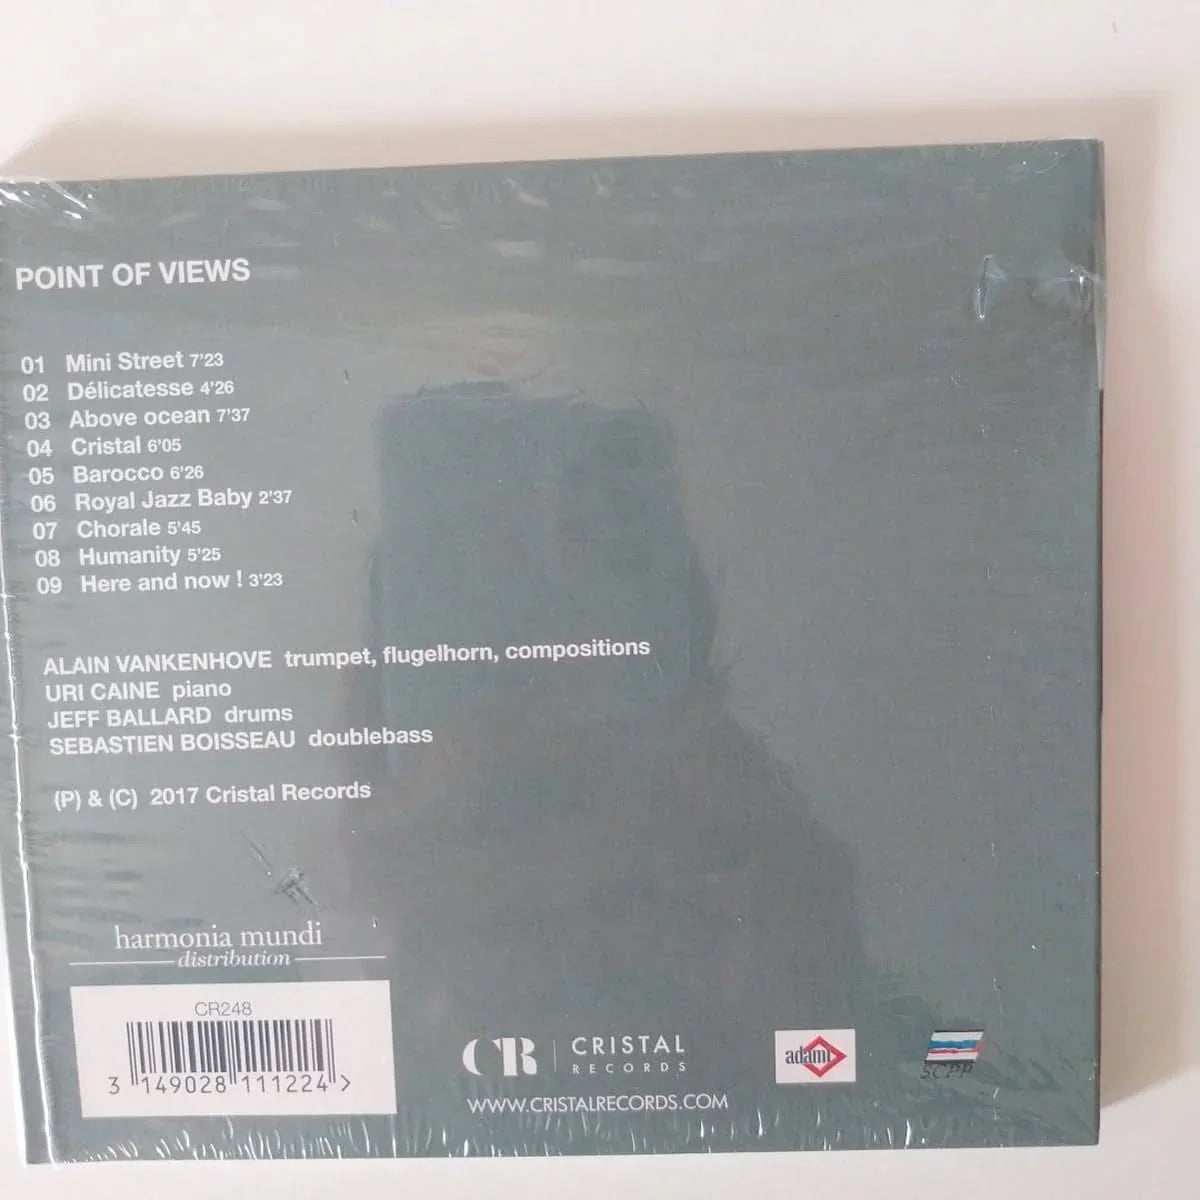 POINT OF VIEWS
01 Mini Street 7'23
02 Délicatesse 4'26
03 Above ocean 7'37
04 Cristal 6'05
05 Barocco 6'26
06 Royal Jazz Baby 2'37
07 Chorale 5'45
08 Humanity 5'25
09 Here and now ! 3'23
ALAIN VANKENHOVE trumpet, flugelhorn, compositions
URI CAINE piano
JEFF BALLARD drums
SEBASTIEN BOISSEAU doublebass
(P) & (C) 2017 Cristal Records
harmonia mundi
distribution
CR248
3 149028 111224 >
CR | CRISTAL
RECORDS
WWW.CRISTALRECORDS.COM
adami
SCPP